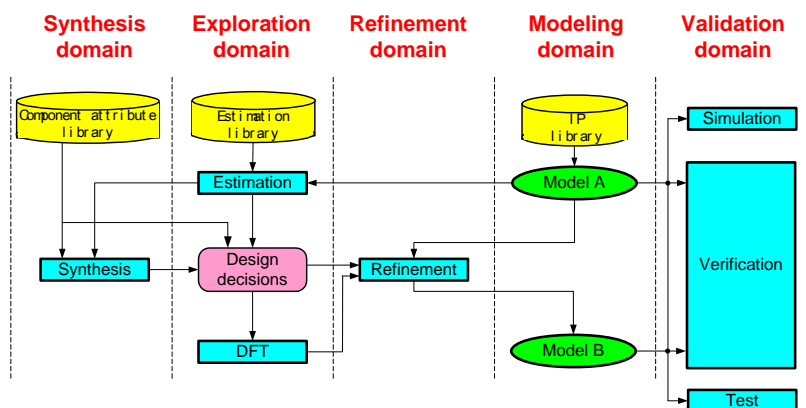 Synthesis
domain
Exploration
domain
Refinement
domain
Modeling
domain
Validation
domain
Component attribute
library
Estimation
library
IP
library
Simulation
Estimation
Model A
Verification
Synthesis
Design
decisions
Refinement
DFT
Model B
Test